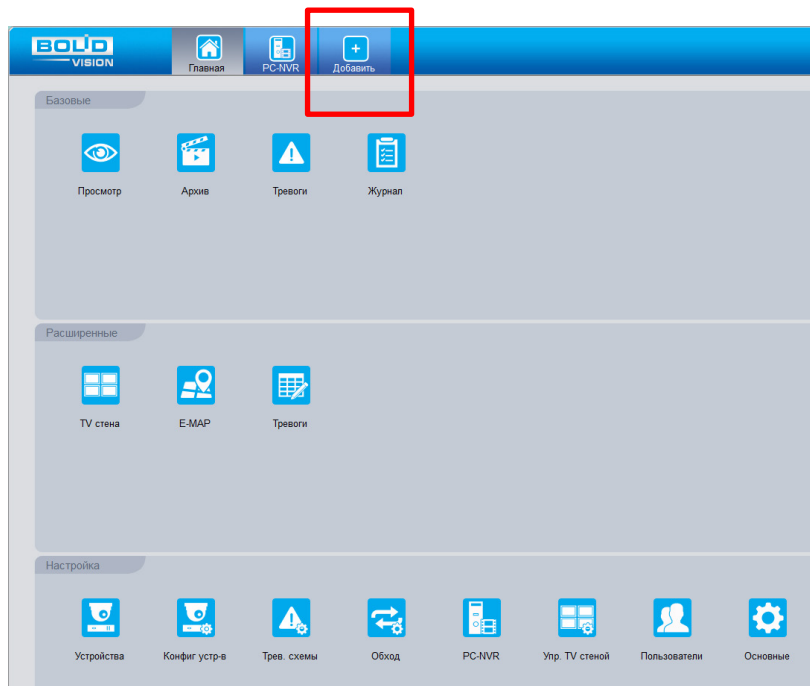 BOLID
VISION
Главная
PC-NVR
Добавить
Базовые
Просмотр
Архив
Тревоги
Журнал
Расширенные
TV стена
E-MAP
Тревоги
Настройка
Устройства
Конфиг устр-в
Трев. схемы
Обход
PC-NVR
Упр. TV стеной
Пользователи
Основные